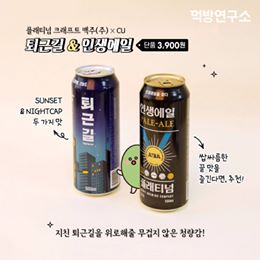 먹방연구소
플래티넘 크래프트 맥주(주) × CU
퇴근길 & 인생에일
단품 3,900원
SUNSET
& NIGHTCAP
두 가지 맛
퇴근길
500ml
인생에일
PALE-ALE
플래티넘
쌉싸름한
끝 맛을
즐긴다면, 추천!
지친 퇴근길을 위로해줄 무겁지 않은 청량감!